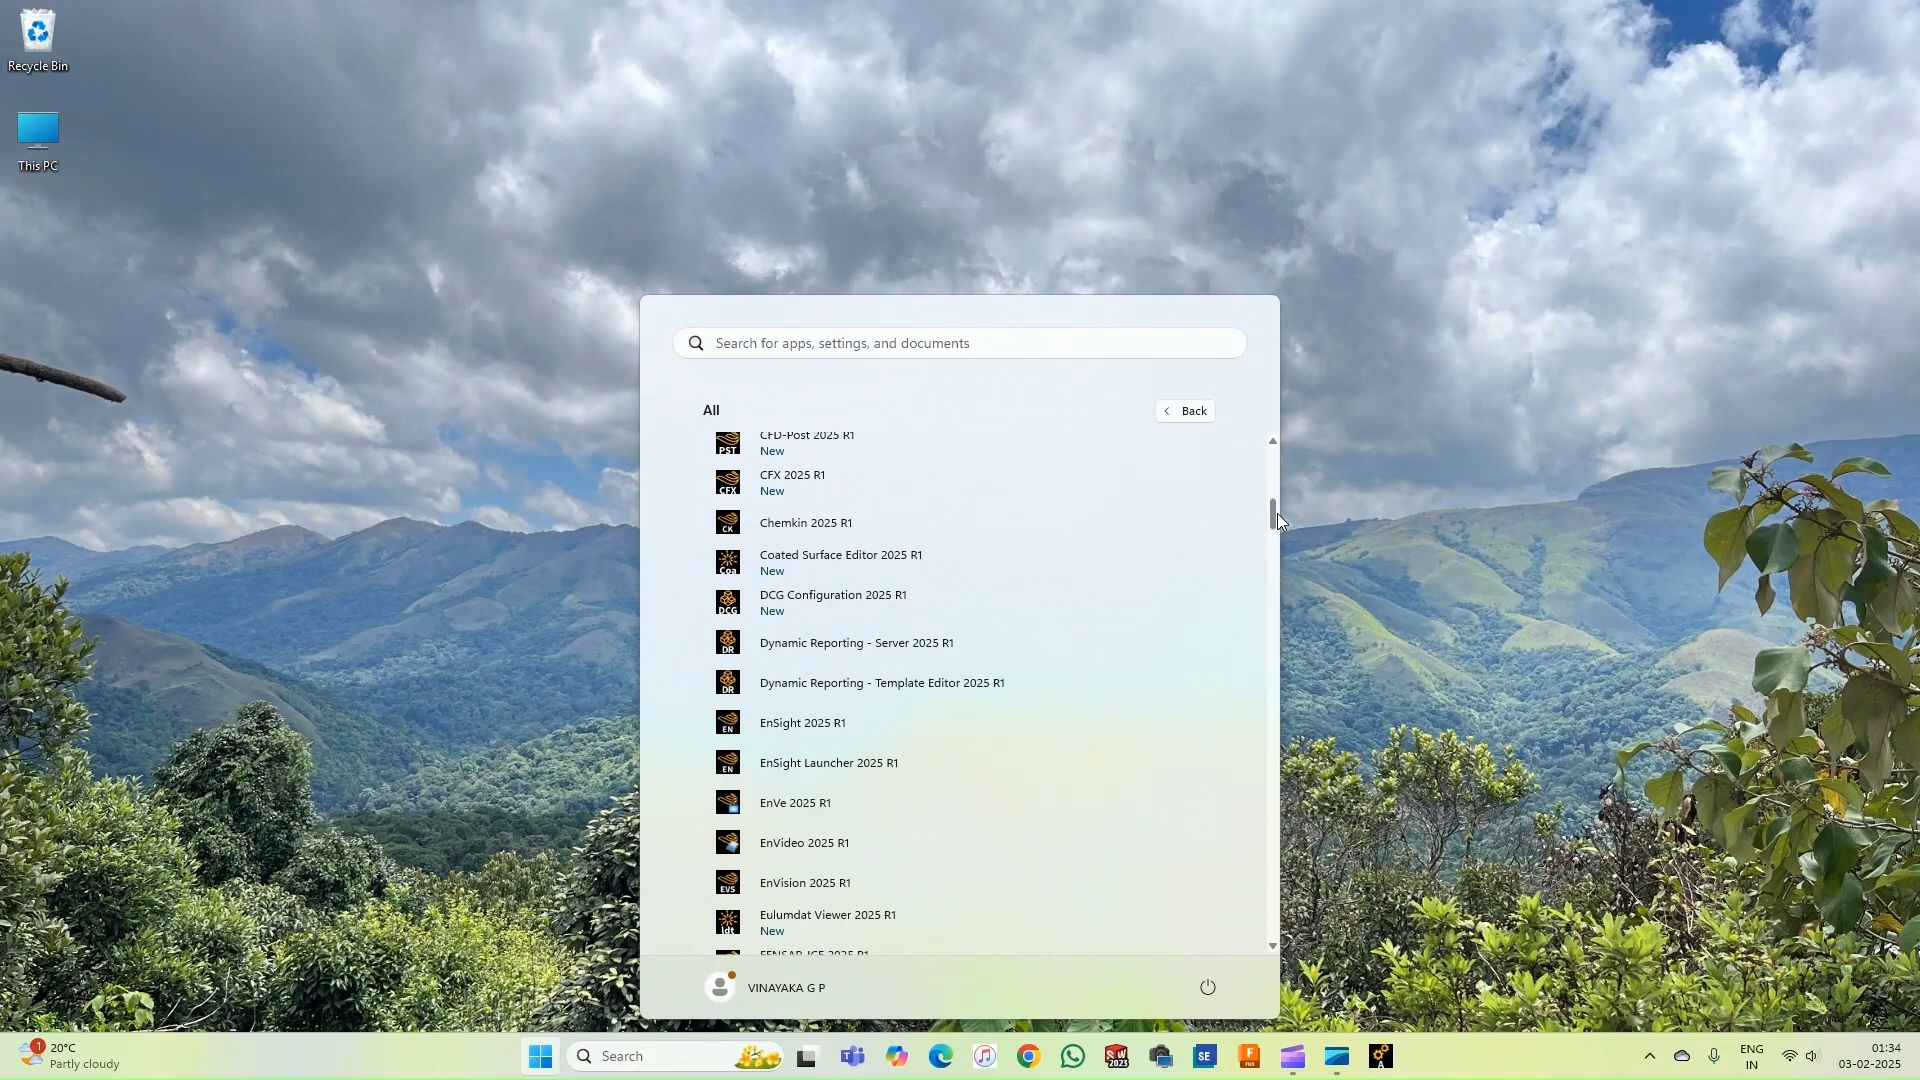 Recycle Bin
This PC
Search for apps, settings, and documents
All
Back
CFD-Post 2025 R1
New
CFX 2025 R1
New
Chemkin 2025 R1
Coated Surface Editor 2025 R1
New
DCG Configuration 2025 R1
New
Dynamic Reporting - Server 2025 R1
Dynamic Reporting - Template Editor 2025 R1
EnSight 2025 R1
EnSight Launcher 2025 R1
EnVe 2025 R1
EnVideo 2025 R1
EnVision 2025 R1
Eulumdat Viewer 2025 R1
New
VINAYAKA G P
1
20°C
Partly cloudy
Search
ENG
IN
01:34
03-02-2025